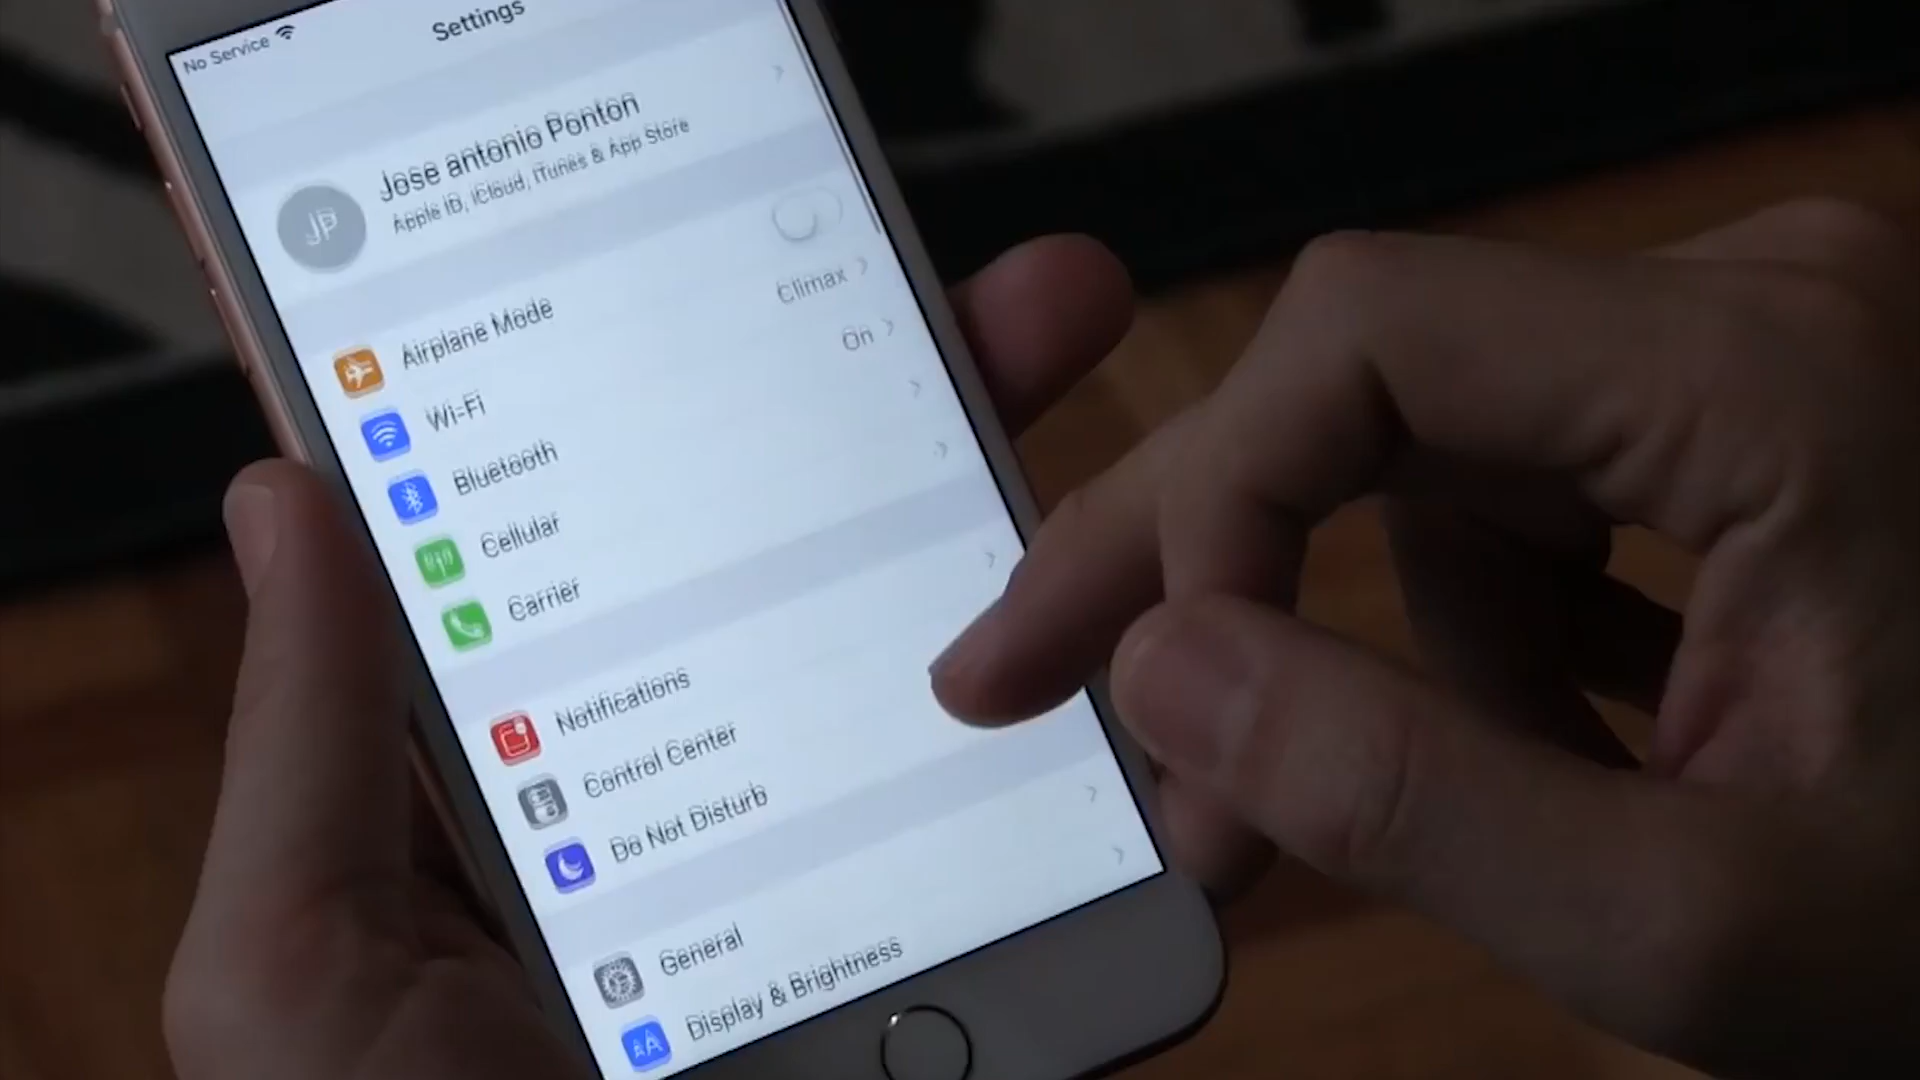 No Service
Settings
Jose antonio Ponton
Apple ID, iCloud, iTunes & App Store
JP
Airplane Mode
Wi-Fi Climax
Bluetooth On
Cellular
Carrier
Notifications
Control Center
Do Not Disturb
General
AA Display & Brightness